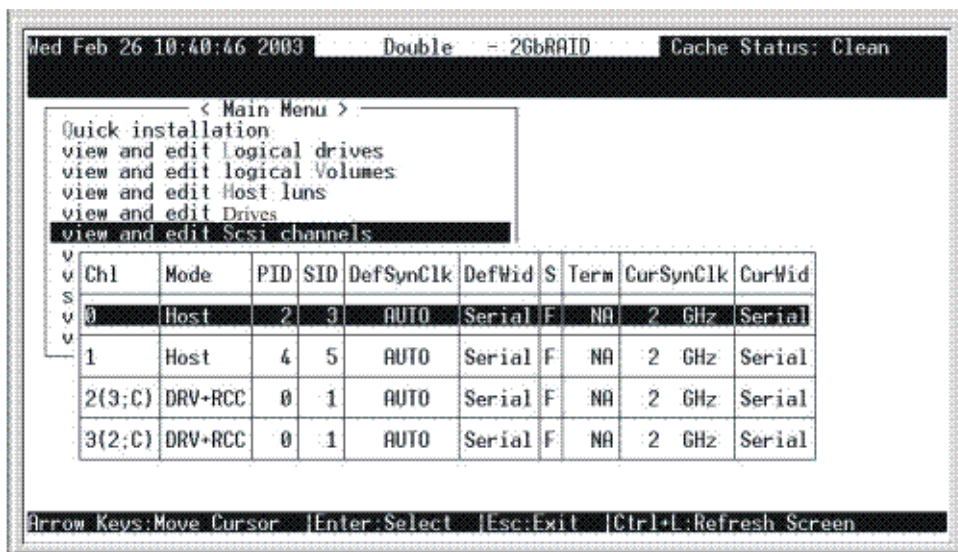 Wed Feb 26 10:40:46 2003 Double - 2GbRAID Cache Status: Clean
< Main Menu >
Quick installation
view and edit Logical drives
view and edit logical Volumes
view and edit Host luns
view and edit Drives
view and edit Scsi channels
v
v
s
v
v
Chl Mode PID SID DefSynClk DefWid S Term CurSynClk CurWid
0 Host 2 3 AUTO Serial F NA 2 GHz Serial
1 Host 4 5 AUTO Serial F NA 2 GHz Serial
2(3;C) DRV+RCC 0 1 AUTO Serial F NA 2 GHz Serial
3(2;C) DRV+RCC 0 1 AUTO Serial F NA 2 GHz Serial
Arrow Keys:Move Cursor |Enter:Select |Esc:Exit |Ctrl+L:Refresh Screen